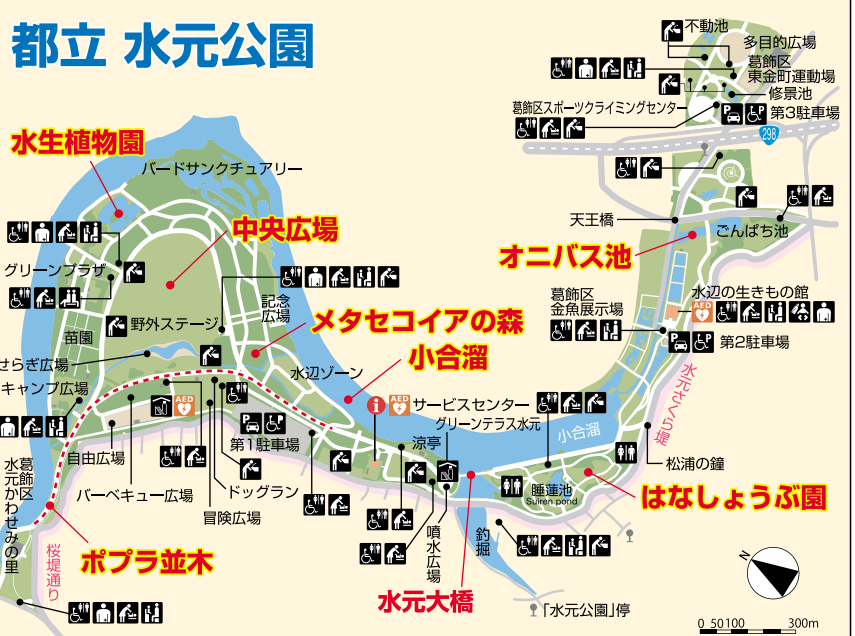 都立 水元公園
不動池
多目的広場
葛飾区
東金町運動場
修景池
葛飾区スポーツクライミングセンター
第3駐車場
298
水生植物園
バードサンクチュアリー
中央広場
天王橋
ごんぱち池
オニバス池
グリーンプラザ
記念
広場
野外ステージ
苗園
メタセコイアの森
小合溜
葛飾区
金魚展示場
水辺の生きもの館
AED
第2駐車場
せらぎ広場
キャンプ広場
水辺ゾーン
i
AED
サービスセンター
グリーンテラス水元
水元さくら堤
AED
第1駐車場
涼亭
小合溜
松浦の鐘
自由広場
バーベキュー広場
ドッグラン
冒険広場
睡蓮池
Suiren pond
はなしょうぶ園
葛飾区
水元かわせみの里
桜堤通り
ポプラ並木
噴水広場
釣掘
水元大橋
「水元公園」停
N
0 50100 300m